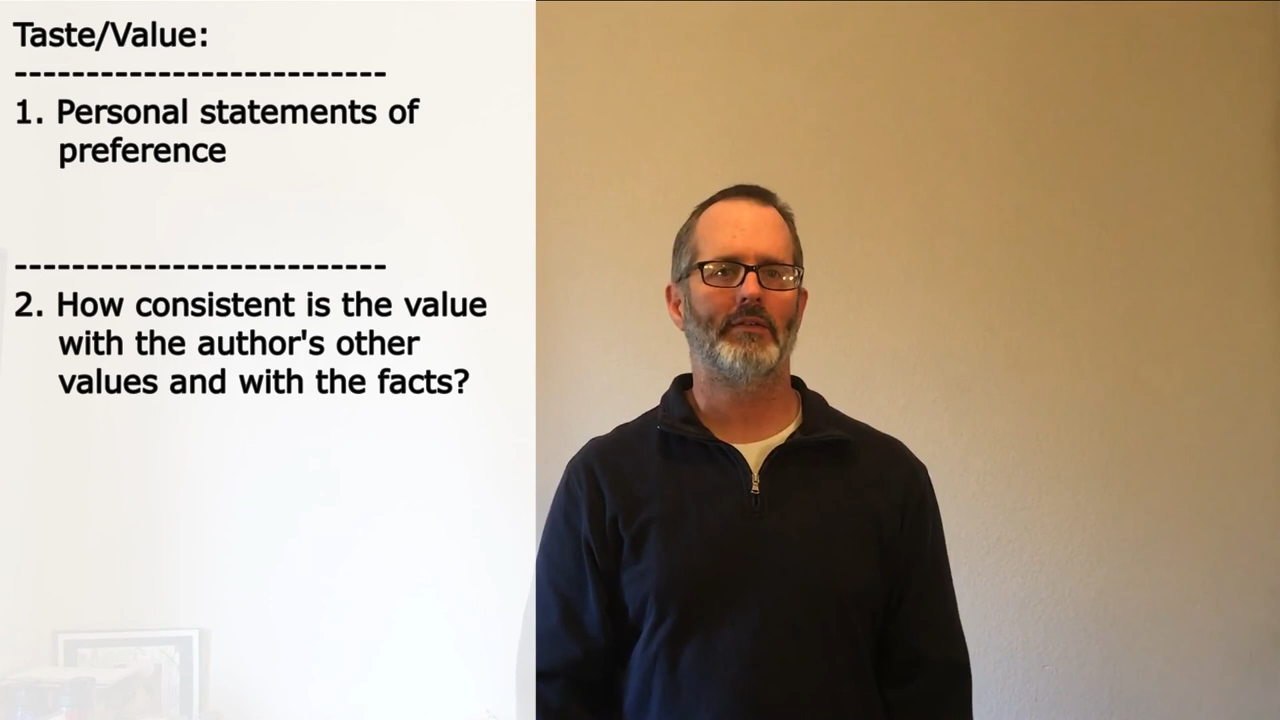 Taste/Value:
---------------------------
1. Personal statements of
preference
---------------------------
2. How consistent is the value
with the author's other
values and with the facts?